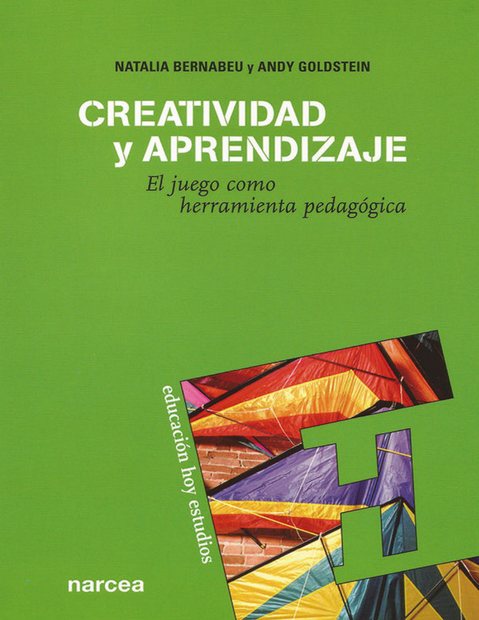 NATALIA BERNABEU y ANDY GOLDSTEIN
CREATIVIDAD
y APRENDIZAJE
El juego como
herramienta pedagógica
educación hoy estudios
narcea